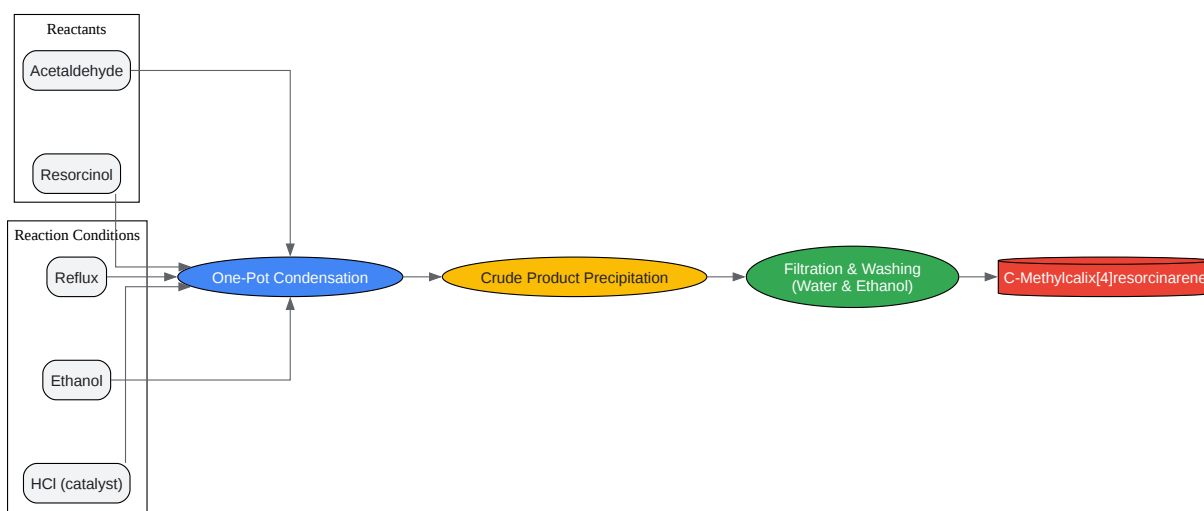 Reactants
Acetaldehyde
Resorcinol
Reaction Conditions
Reflux
Ethanol
HCl (catalyst)
One-Pot Condensation
Crude Product Precipitation
Filtration & Washing
(Water & Ethanol)
C-Methylcalix[4]resorcinarene